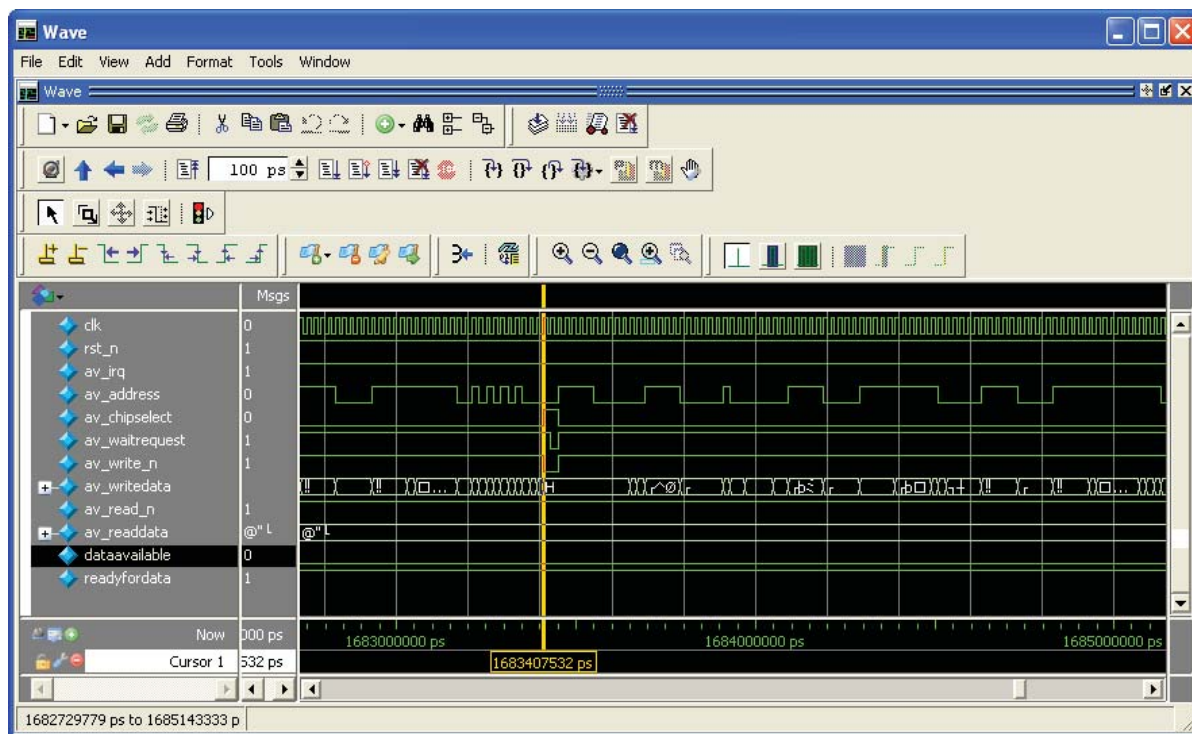 Wave
File Edit View Add Format Tools Window
Wave
100 ps
Msgs
clk 0
rst_n 1
av_irq 1
av_address 0
av_chipselect 0
av_waitrequest 1
av_write_n 1
av_writedata H
av_read_n 1
av_readdata @"└ @"└
dataavailable 0
readyfordata 1
Now 000 ps 1683000000 ps 1684000000 ps 1685000000 ps
Cursor 1 532 ps 1683407532 ps
1682729779 ps to 1685143333 p